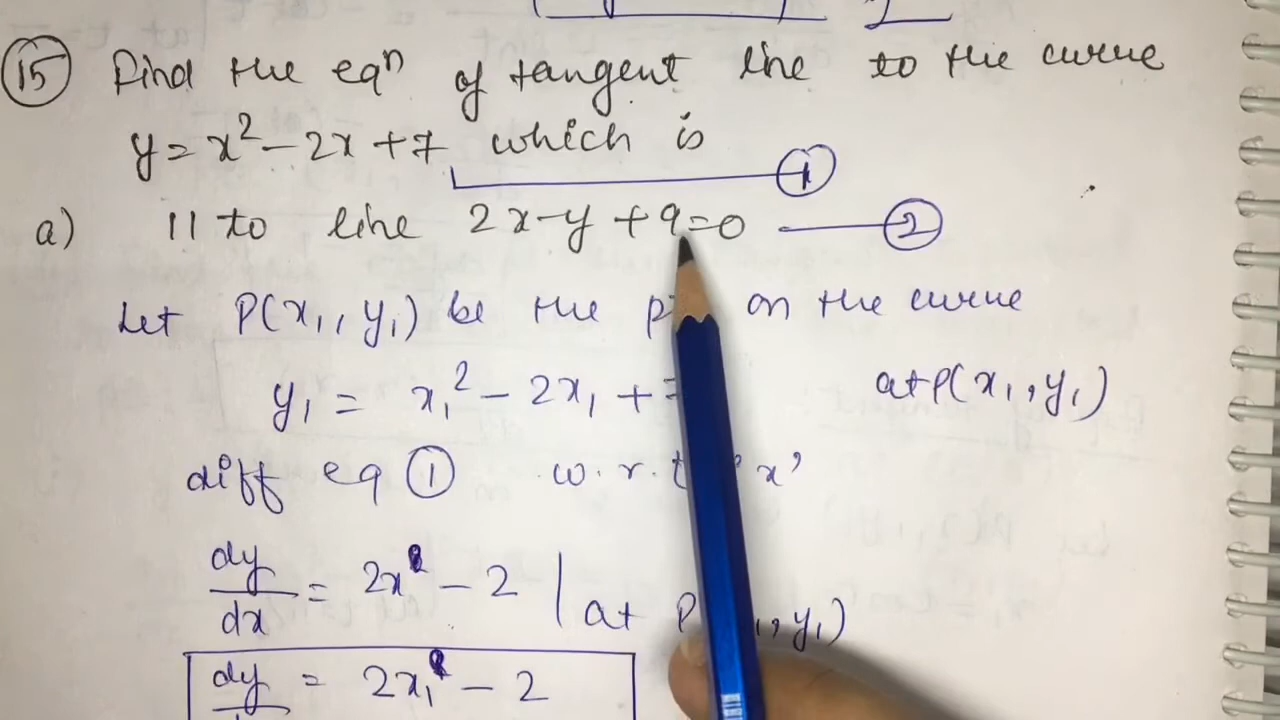 15 Find the eqn of tangent line to the curve
y = x² - 2x + 7 which is
1
a) 11 to line 2x - y + 9 = 0 2
Let P(x₁, y₁) be the on the curve
y₁ = x₁² - 2x₁ + at P(x₁, y₁)
diff eq 1 w.r.t 'x'
dy/dx = 2x - 2 | at P , y₁)
dy = 2x₁ - 2